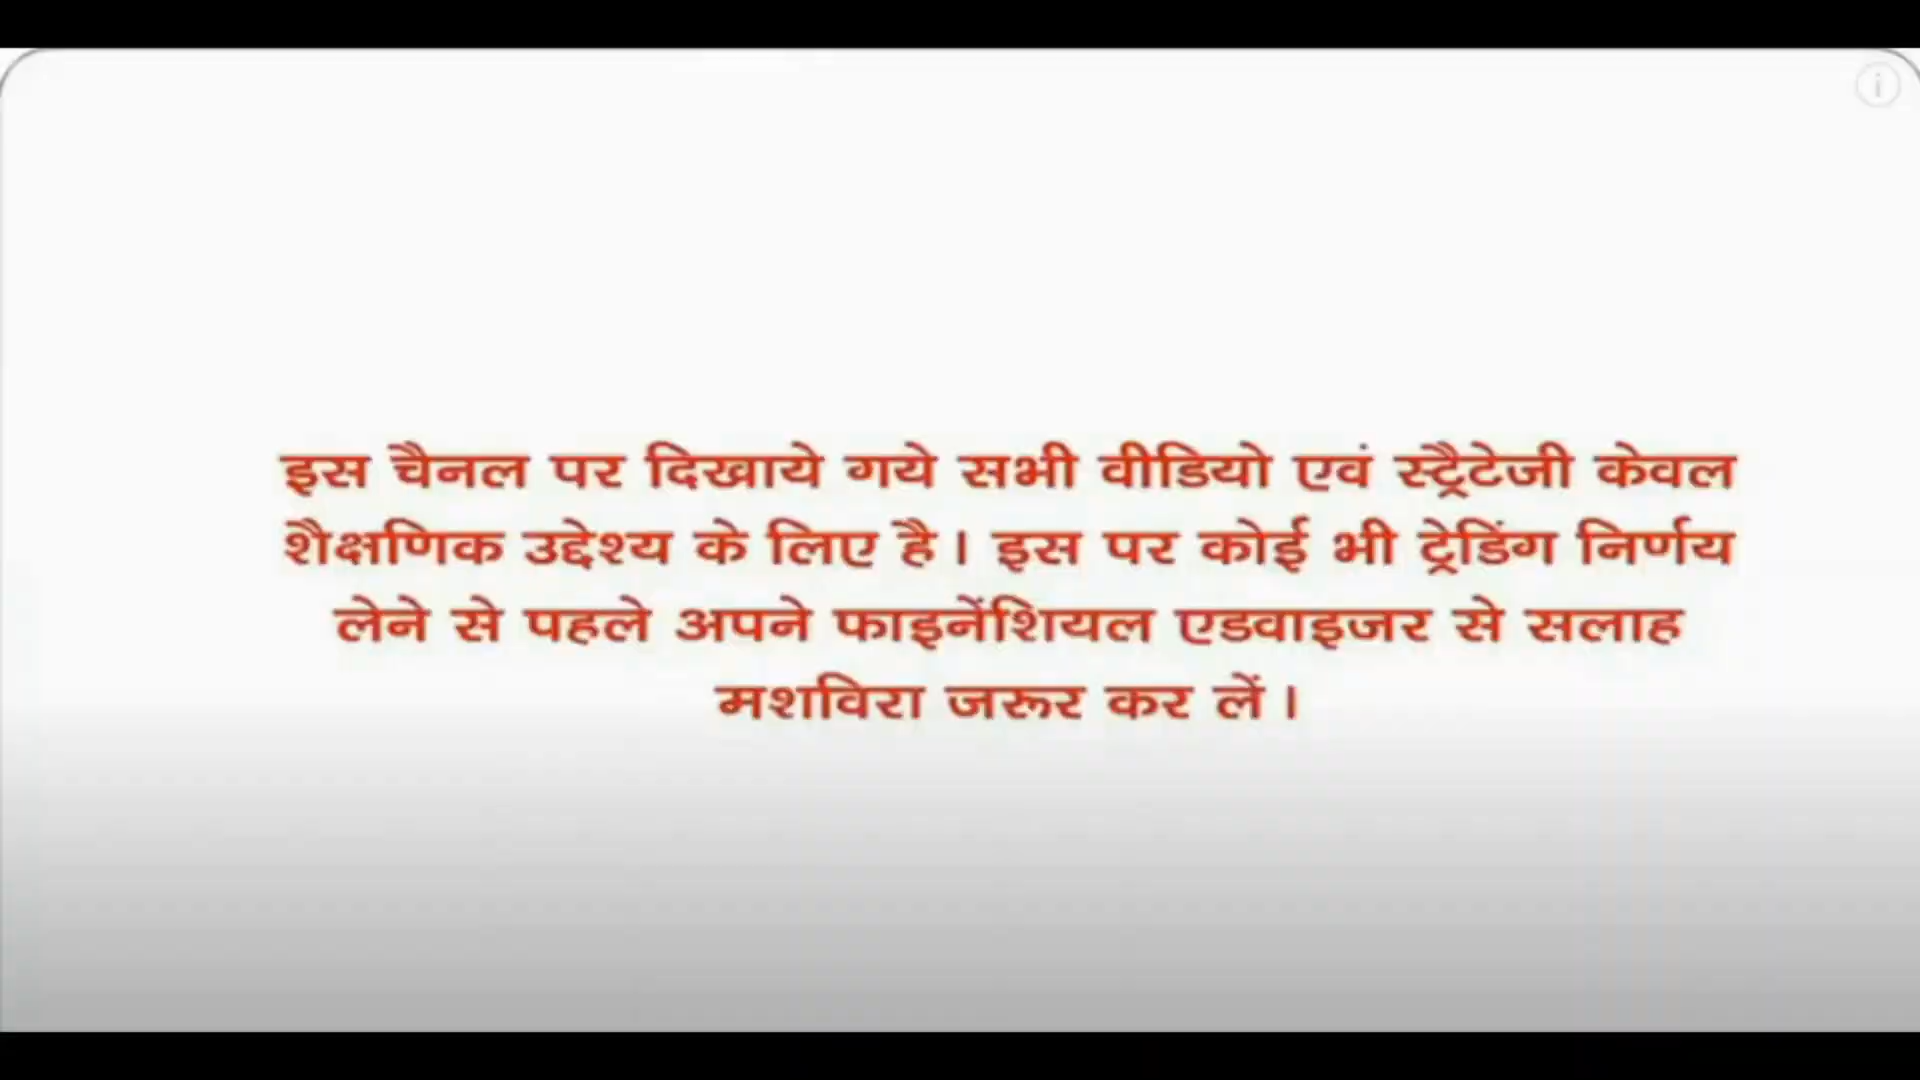 इस चैनल पर दिखाये गये सभी वीडियो एवं स्ट्रैटेजी केवल
शैक्षणिक उद्देश्य के लिए है। इस पर कोई भी ट्रेडिंग निर्णय
लेने से पहले अपने फाइनेंशियल एडवाइजर से सलाह
मशविरा जरूर कर लें।